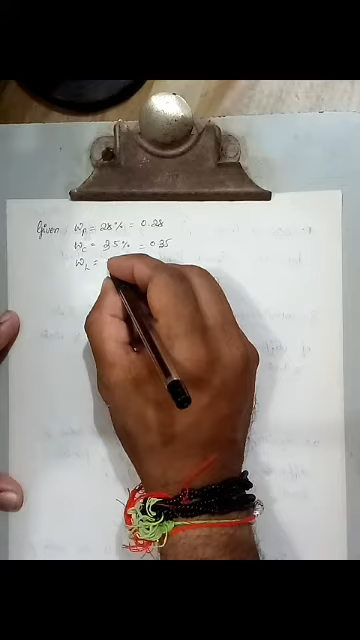 Given Wp = 28% = 0.28
Wc = 35% = 0.35
WL =